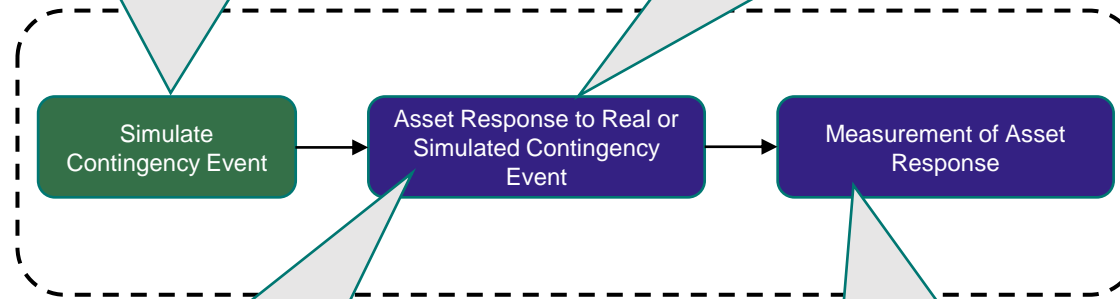 Simulate
Contingency Event
Asset Response to Real or
Simulated Contingency
Event
Measurement of Asset
Response